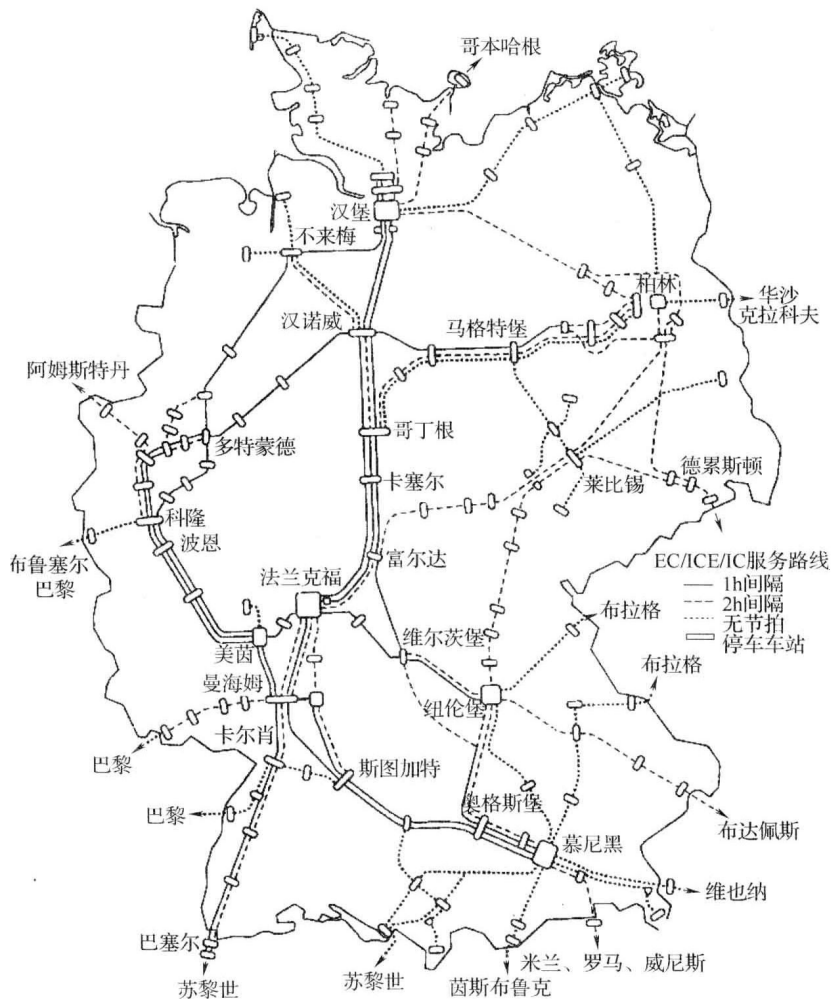 哥本哈根
汉堡
不来梅
柏林
华沙
克拉科夫
汉诺威
马格特堡
阿姆斯特丹
多特蒙德
哥丁根
卡塞尔
莱比锡
德累斯顿
科隆
波恩
布鲁塞尔
巴黎
法兰克福
富尔达
EC/ICE/IC服务路线
1h间隔
2h间隔
无节拍
停车车站
美茵
维尔茨堡
布拉格
布拉格
曼海姆
纽伦堡
巴黎
卡尔肖
斯图加特
巴黎
奥格斯堡
慕尼黑
布达佩斯
维也纳
巴塞尔
苏黎世
苏黎世
茵斯布鲁克
米兰、罗马、威尼斯